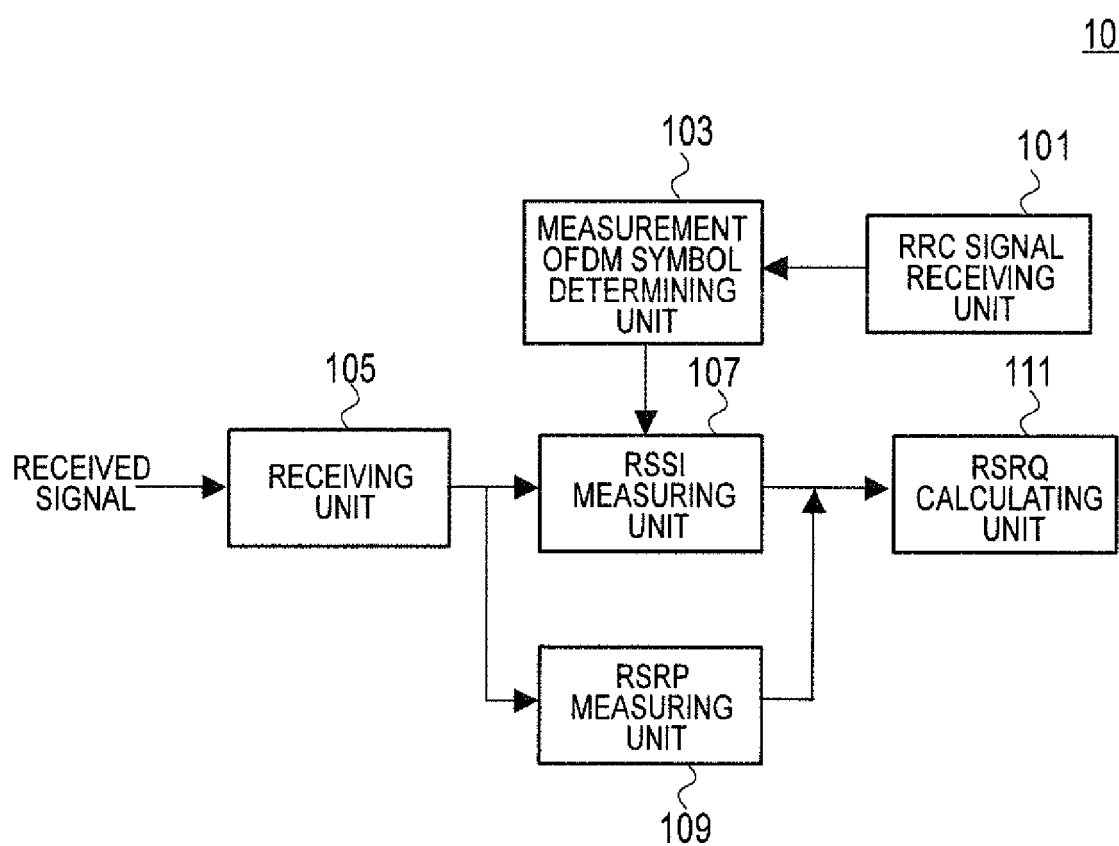 10
103
101
MEASUREMENT
OFDM SYMBOL
DETERMINING
UNIT
RRC SIGNAL
RECEIVING
UNIT
105
107
111
RECEIVED
SIGNAL
RECEIVING
UNIT
RSSI
MEASURING
UNIT
RSRQ
CALCULATING
UNIT
RSRP
MEASURING
UNIT
109